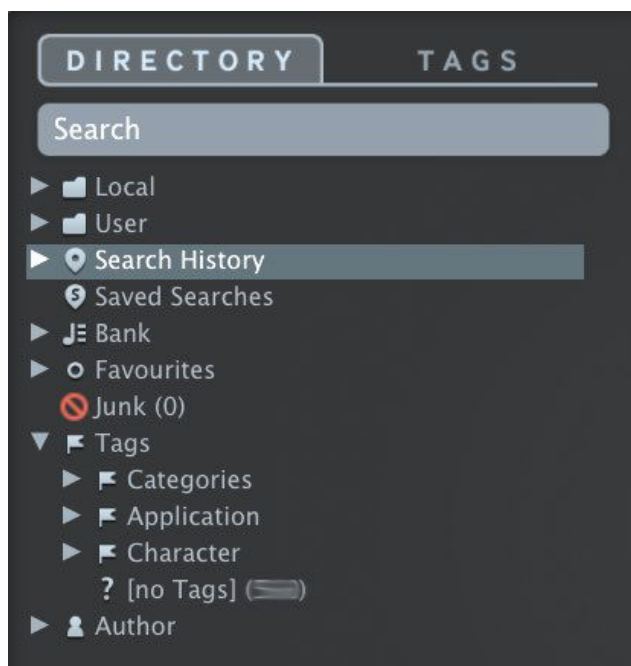 DIRECTORY TAGS
Search
Local
User
Search History
Saved Searches
Bank
Favourites
Junk (0)
Tags
Categories
Application
Character
? [no Tags] ()
Author